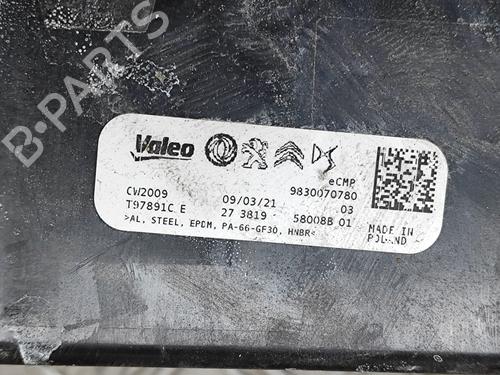 B-PARTS
Valeo
eCMP
CW2009 09/03/21 9830070780
T97891C E 27 3819 - 58008B 01 03
>AL, STEEL, EPDM, PA-66-GF30, HNBR<
MADE IN
POLAND